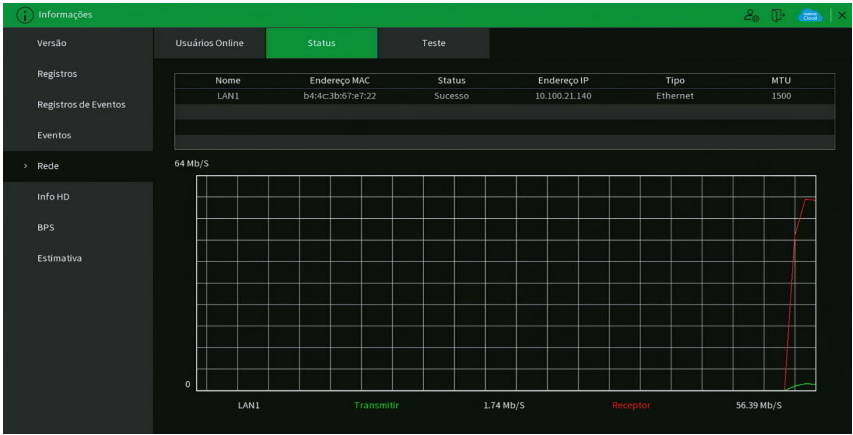 Informações
Cloud
Versão
Registros
Registros de Eventos
Eventos
Rede
Info HD
BPS
Estimativa
Usuários Online Status Teste
Nome Endereço MAC Status Endereço IP Tipo MTU
LAN1 b4:4c:3b:67:e7:22 Sucesso 10.100.21.140 Ethernet 1500
64 Mb/S
0
LAN1 Transmitir 1.74 Mb/S Receptor 56.39 Mb/S